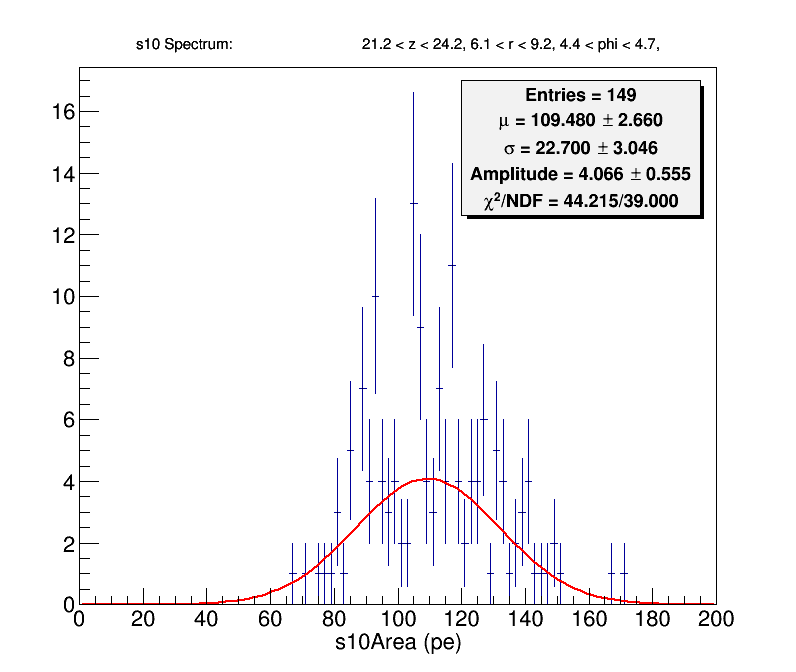 s10 Spectrum: 21.2 < z < 24.2, 6.1 < r < 9.2, 4.4 < phi < 4.7,
Entries = 149
μ = 109.480 ± 2.660
σ = 22.700 ± 3.046
Amplitude = 4.066 ± 0.555
χ²/NDF = 44.215/39.000
16
14
12
10
8
6
4
2
0
0 20 40 60 80 100 120 140 160 180 200
s10Area (pe)